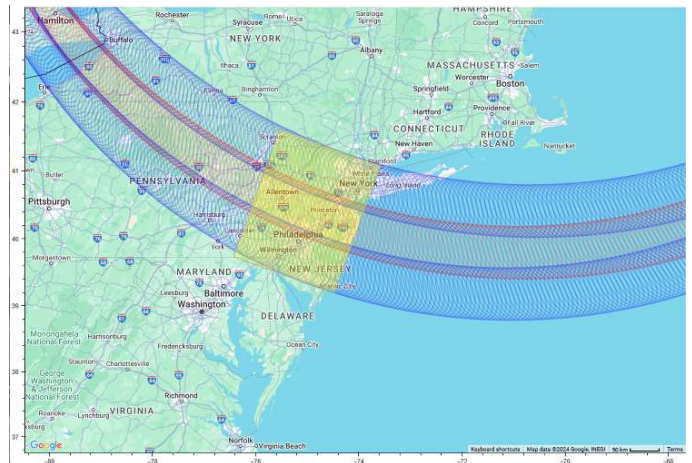 HAMPSHIRE
Hamilton
Rochester
Syracuse
Rome
Utica
Saratoga
Springs
Concord
Portsmouth
43
NEW YORK
Buffalo
Albany
MASSACHUSETTS
Salem
Ithaca
Worcester
Boston
Erie
Binghamton
Springfield
Providence
42
Hartford
Fall River
CONNECTICUT
RHODE
ISLAND
New Haven
Nantucket
Scranton
Stamford
White Plains
41
Butler
New York
Long Island
PENNSYLVANIA
Allentown
Pittsburgh
Princeton
Harrisburg
Lancaster
Philadelphia
40
York
Wilmington
Morgantown
NEW JERSEY
MARYLAND
Atlantic City
Leesburg
Baltimore
39
Washington
DELAWARE
Monongahela
National Forest
Harrisonburg
Fredericksburg
Ocean City
Staunton
Charlottesville
George
Washington
& Jefferson
National Forest
38
Richmond
Roanoke
Lynchburg
VIRGINIA
37
Google
Norfolk
Virginia Beach
Keyboard shortcuts
Map data ©2024 Google, INEGI
50 km
Terms
-80
-78
-76
-74
-72
-70
-68